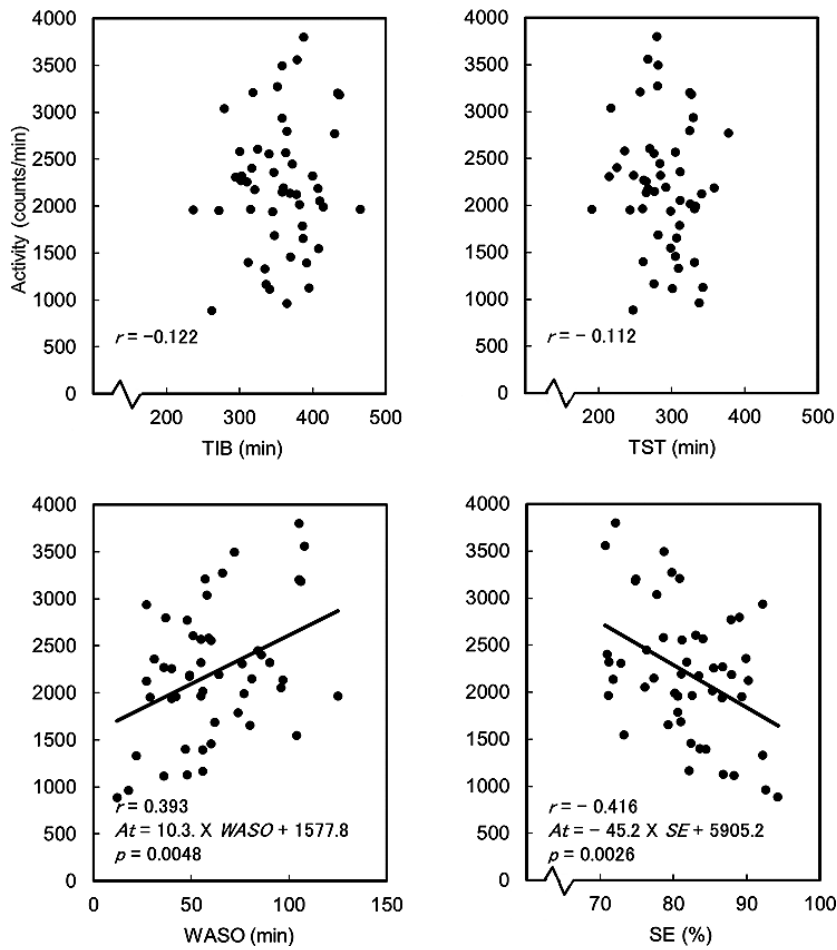 4000
3500
3000
2500
2000
1500
1000
500
0
Activity (counts/min)
r = −0.122
200 300 400 500
TIB (min)
4000
3500
3000
2500
2000
1500
1000
500
0
r = − 0.112
200 300 400 500
TST (min)
4000
3500
3000
2500
2000
1500
1000
500
0
r = 0.393
At = 10.3. X WASO + 1577.8
p = 0.0048
0 50 100 150
WASO (min)
4000
3500
3000
2500
2000
1500
1000
500
0
r = − 0.416
At = − 45.2 X SE + 5905.2
p = 0.0026
70 80 90 100
SE (%)